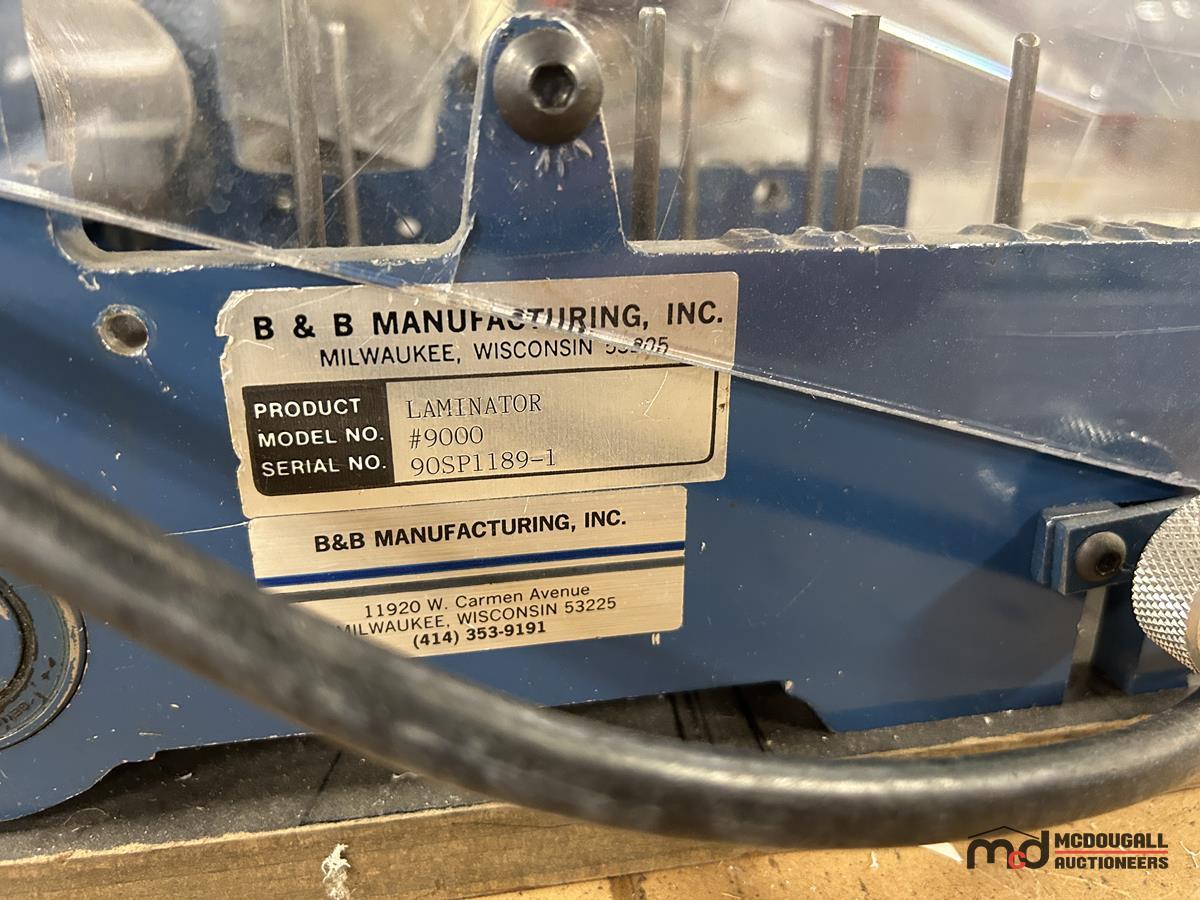 B & B MANUFACTURING, INC.
MILWAUKEE, WISCONSIN
PRODUCT LAMINATOR
MODEL NO. #9000
SERIAL NO. 90SP1189-1
B&B MANUFACTURING, INC.
11920 W. Carmen Avenue
MILWAUKEE, WISCONSIN 53225
(414) 353-9191
mcd MCDOUGALL
AUCTIONEERS